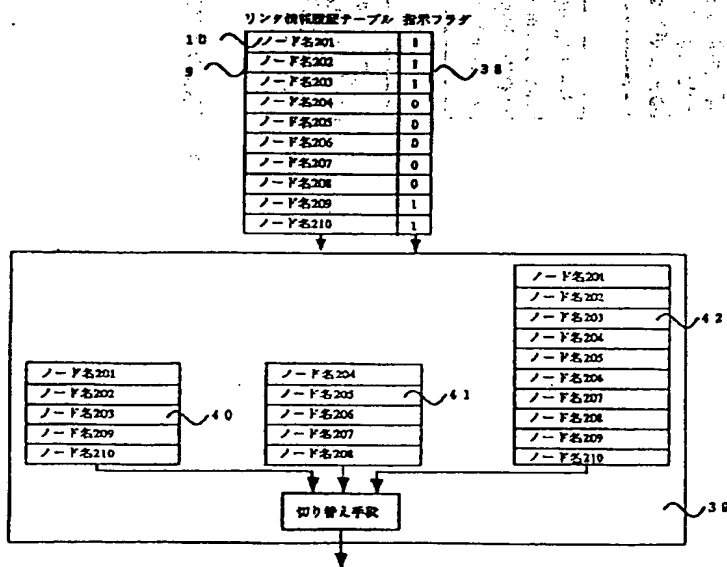 リンク情報履歴テーブル 指示フラグ
10
9
38
ノード名201 1
ノード名202 1
ノード名203 1
ノード名204 0
ノード名205 0
ノード名206 0
ノード名207 0
ノード名208 0
ノード名209 1
ノード名210 1
ノード名201
ノード名202
ノード名203
ノード名204
ノード名205
ノード名206
ノード名207
ノード名208
ノード名209
ノード名210
42
ノード名201
ノード名202
ノード名203
ノード名209
ノード名210
40
ノード名204
ノード名205
ノード名206
ノード名207
ノード名208
41
切り替え手段
39